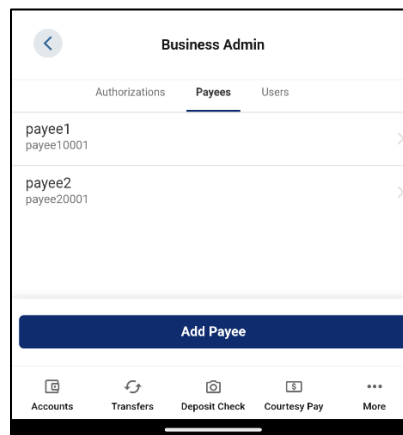 Business Admin
Authorizations Payees Users
payee1
payee10001
payee2
payee20001
Add Payee
Accounts Transfers Deposit Check Courtesy Pay More